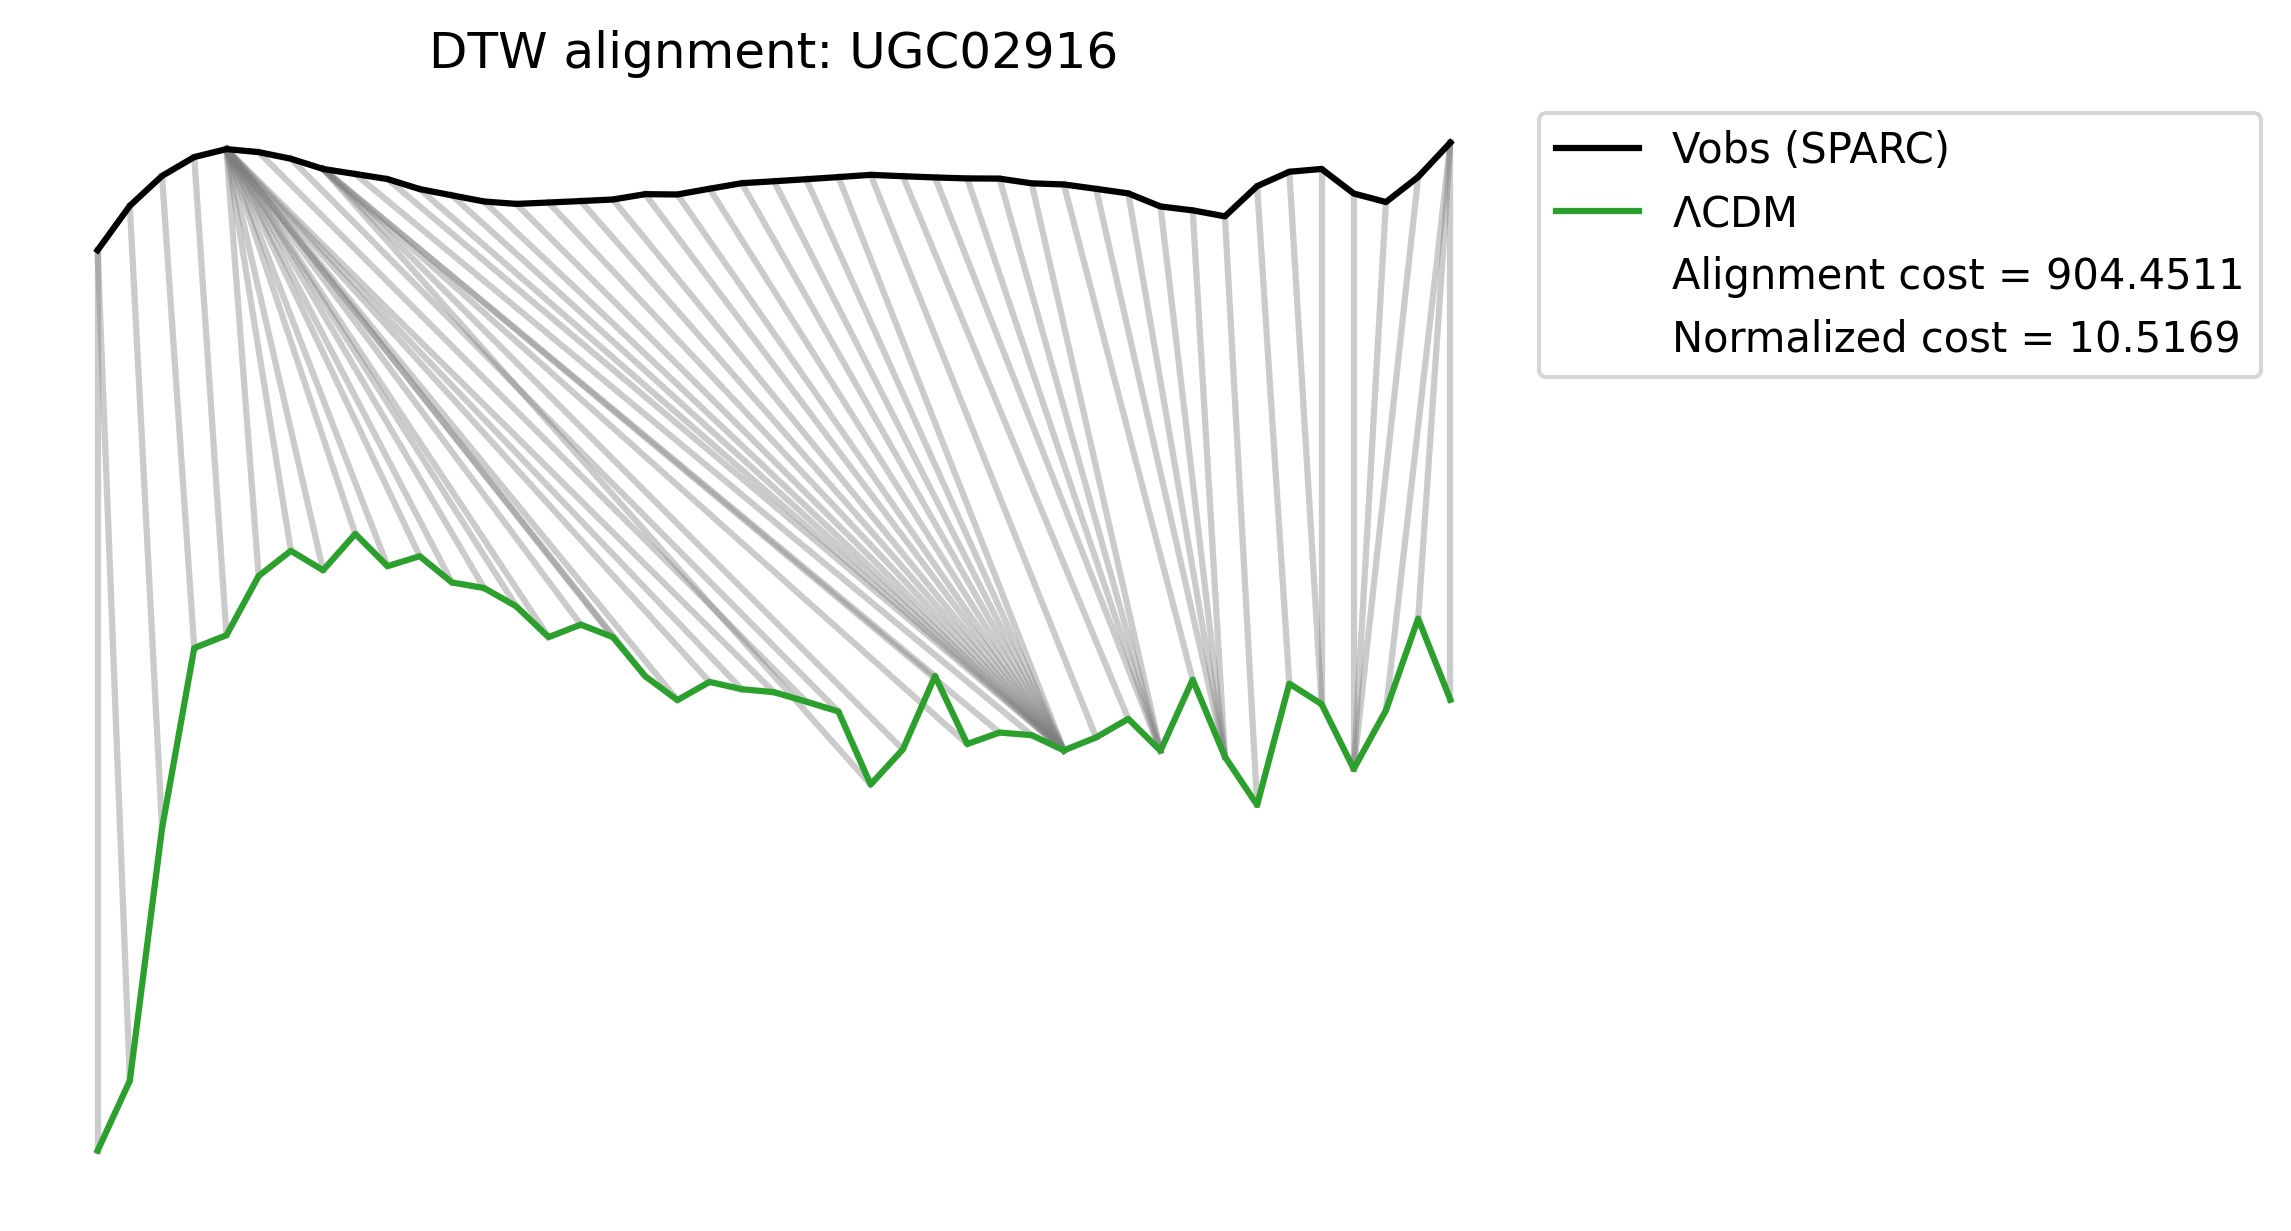 DTW alignment: UGC02916
Vobs (SPARC)
ΛCDM
Alignment cost = 904.4511
Normalized cost = 10.5169